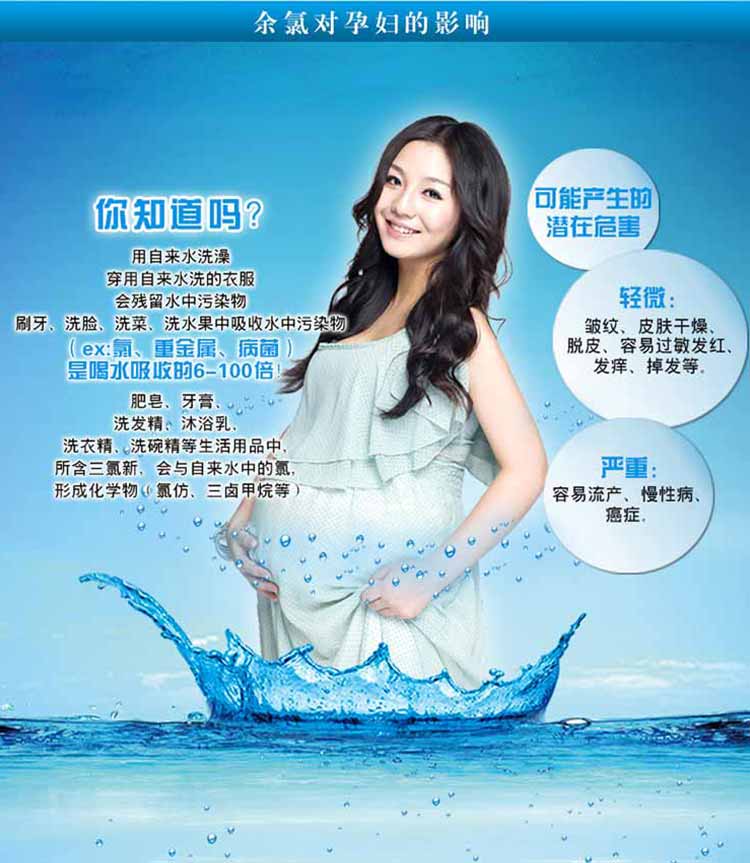 余氯对孕妇的影响
你知道吗?
用自来水洗澡
穿用自来水洗的衣服
会残留水中污染物
刷牙、洗脸、洗菜、洗水果中吸收水中污染物
(ex:氯、重金属、病菌)
是喝水吸收的6-100倍!
肥皂、牙膏、
洗发精、沐浴乳、
洗衣精、洗碗精等生活用品中,
所含三氯新, 会与自来水中的氯,
形成化学物(氯仿、三卤甲烷等)
可能产生的
潜在危害
轻微:
皱纹、皮肤干燥、
脱皮、容易过敏发红、
发痒、掉发等。
严重:
容易流产、慢性病、
癌症.